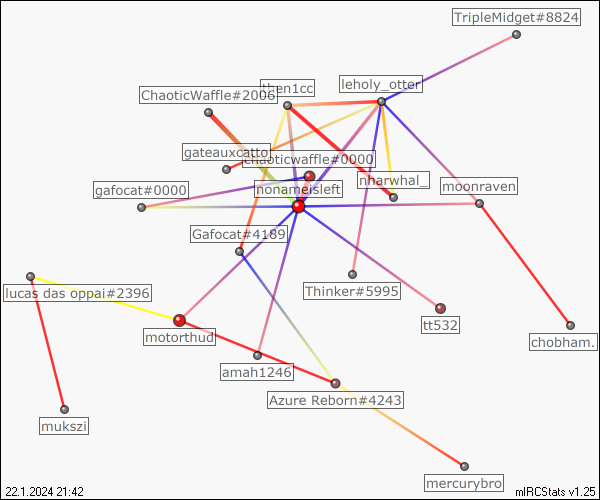 TripleMidget#8824
leholy_otter
then1cc
ChaoticWaffle#2006
gateauxcatto
chaoticwaffle#0000
nharwhal_
gafocat#0000
nonameisleft
moonraven
Gafocat#4189
lucas das oppai#2396
Thinker#5995
tt532
motorthud
chobham.
amah1246
Azure Reborn#4243
mukszi
mercurybro
22.1.2024 21:42
mIRCStats v1.25